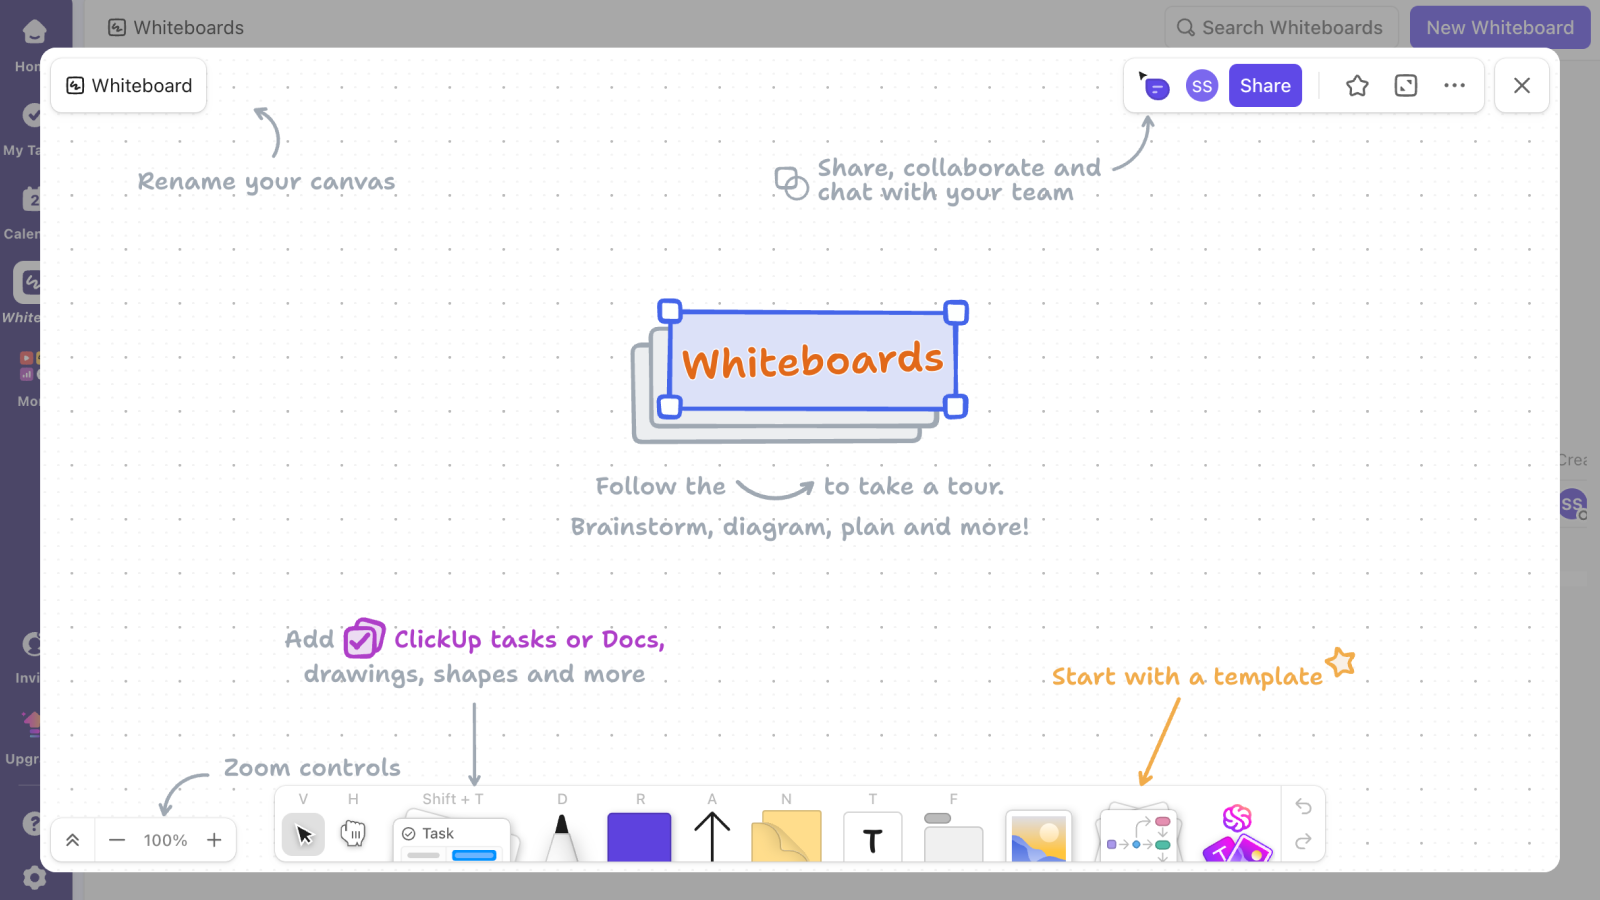 Whiteboards
Search Whiteboards
New Whiteboard
Hom
My Ta
2
Calen
White
Mor
Invi
Upgr
?
Crea
SS
Whiteboard
SS
Share
Rename your canvas
Share, collaborate and
chat with your team
Whiteboards
Follow the to take a tour.
Brainstorm, diagram, plan and more!
Add ClickUp tasks or Docs,
drawings, shapes and more
Start with a template
Zoom controls
100%
V
H
Shift + T
D
R
A
N
T
F
Task
T
T